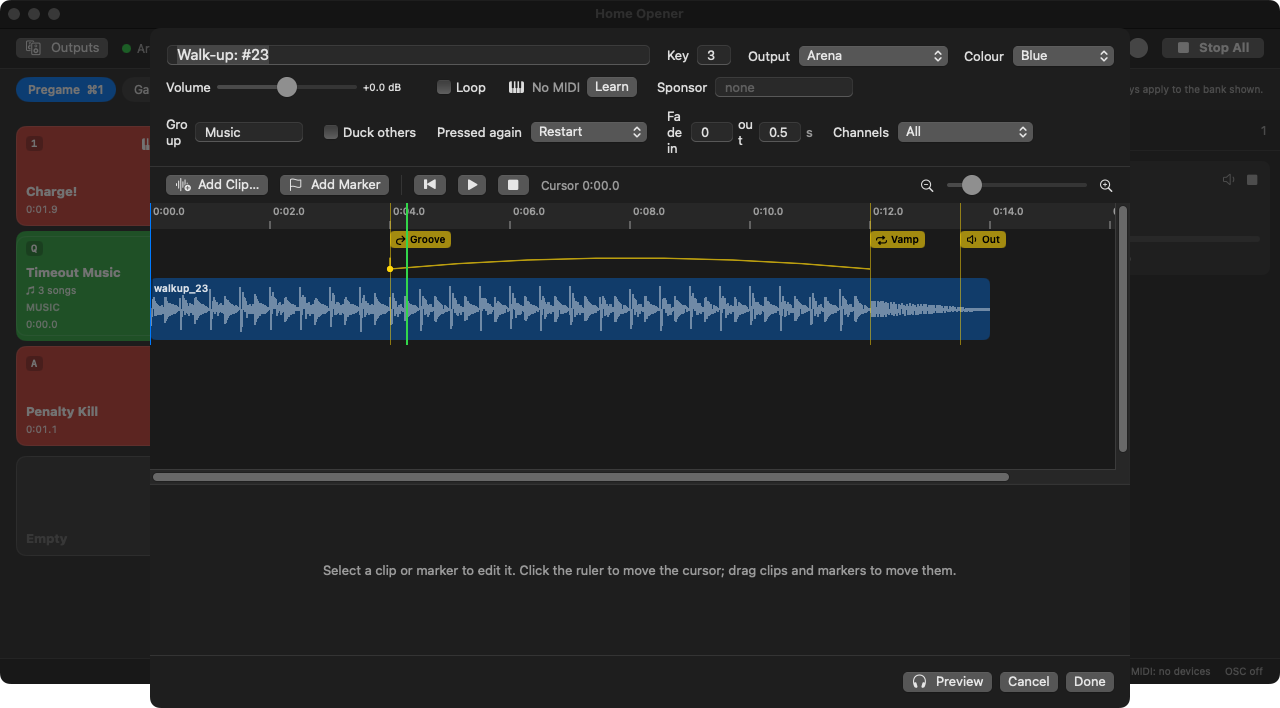 Home Opener
Outputs
Ar
Stop All
Walk-up: #23
Key
3
Output
Arena
Colour
Blue
Pregame ⌘1
Ga
Volume
+0.0 dB
Loop
No MIDI
Learn
Sponsor
none
ys apply to the bank shown.
Gro
up
Music
Duck others
Pressed again
Restart
Fa
de
in
0
ou
t
0.5
s
Channels
All
1
1
Charge!
0:01.9
Add Clip...
Add Marker
Cursor 0:00.0
0:00.0
0:02.0
0:04.0
0:06.0
0:08.0
0:10.0
0:12.0
0:14.0
Groove
Vamp
Out
Q
Timeout Music
3 songs
MUSIC
0:00.0
walkup_23
A
Penalty Kill
0:01.1
Empty
Select a clip or marker to edit it. Click the ruler to move the cursor; drag clips and markers to move them.
MIDI: no devices
OSC off
Preview
Cancel
Done